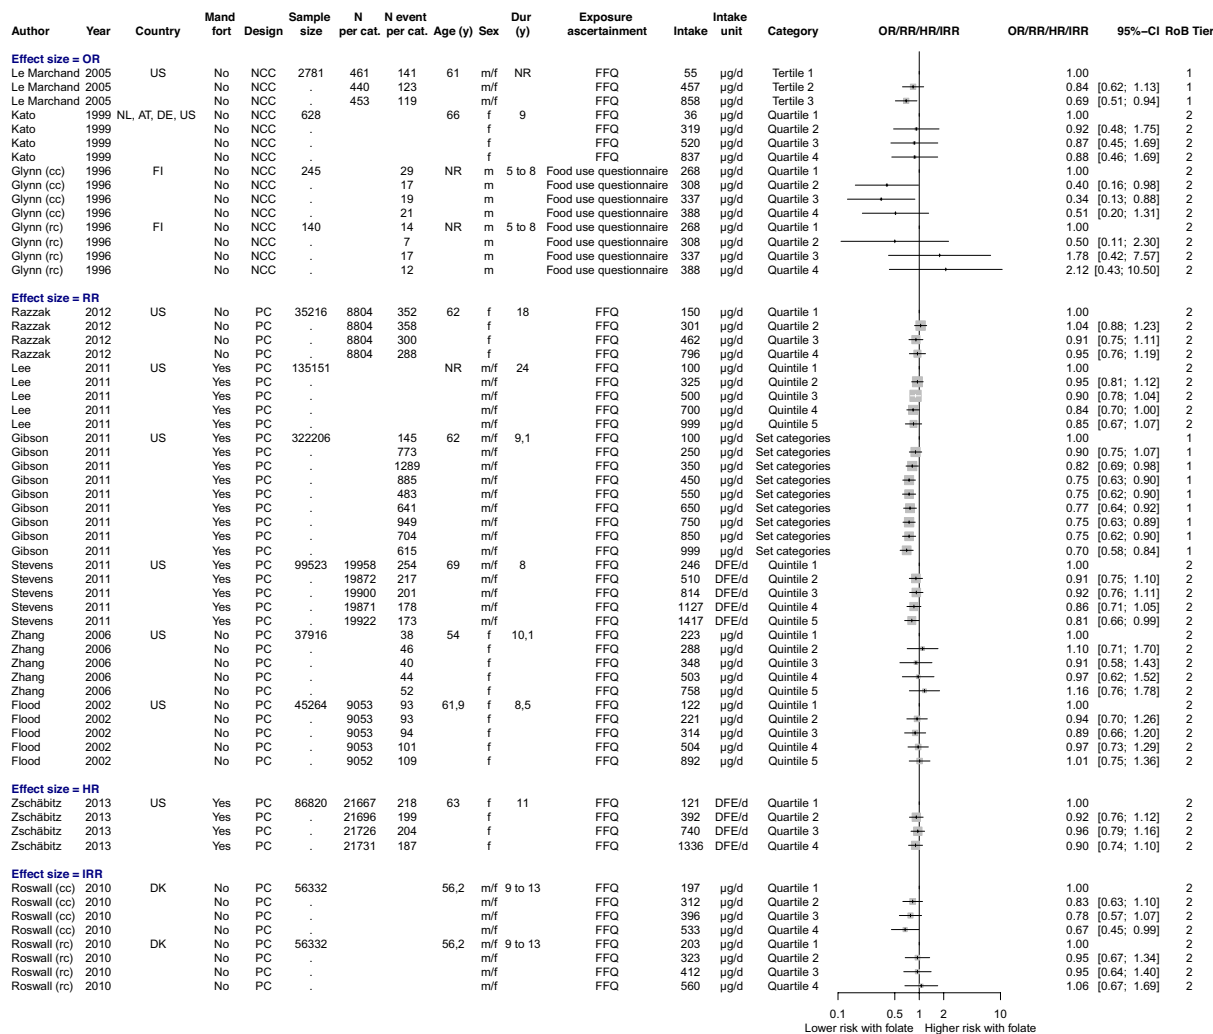 Mand Sample N N event Dur Exposure Intake
Author Year Country fort Design size per cat. per cat. Age (y) Sex (y) ascertainment Intake unit Category OR/RR/HR/IRR OR/RR/HR/IRR 95%−CI RoB Tier
Effect size = OR
Le Marchand 2005 US No NCC 2781 461 141 61 m/f NR FFQ 55 µg/d Tertile 1 1.00 1
Le Marchand 2005 No NCC . 440 123 m/f FFQ 457 µg/d Tertile 2 0.84 [0.62; 1.13] 1
Le Marchand 2005 No NCC . 453 119 m/f FFQ 858 µg/d Tertile 3 0.69 [0.51; 0.94] 1
Kato 1999 NL, AT, DE, US No NCC 628 66 f 9 FFQ 36 µg/d Quartile 1 1.00 2
Kato 1999 No NCC . f FFQ 319 µg/d Quartile 2 0.92 [0.48; 1.75] 2
Kato 1999 No NCC . f FFQ 520 µg/d Quartile 3 0.87 [0.45; 1.69] 2
Kato 1999 No NCC . f FFQ 837 µg/d Quartile 4 0.88 [0.46; 1.69] 2
Glynn (cc) 1996 FI No NCC 245 29 NR m 5 to 8 Food use questionnaire 268 µg/d Quartile 1 1.00 2
Glynn (cc) 1996 No NCC . 17 m Food use questionnaire 308 µg/d Quartile 2 0.40 [0.16; 0.98] 2
Glynn (cc) 1996 No NCC . 19 m Food use questionnaire 337 µg/d Quartile 3 0.34 [0.13; 0.88] 2
Glynn (cc) 1996 No NCC . 21 m Food use questionnaire 388 µg/d Quartile 4 0.51 [0.20; 1.31] 2
Glynn (rc) 1996 FI No NCC 140 14 NR m 5 to 8 Food use questionnaire 268 µg/d Quartile 1 1.00 2
Glynn (rc) 1996 No NCC . 7 m Food use questionnaire 308 µg/d Quartile 2 0.50 [0.11; 2.30] 2
Glynn (rc) 1996 No NCC . 17 m Food use questionnaire 337 µg/d Quartile 3 1.78 [0.42; 7.57] 2
Glynn (rc) 1996 No NCC . 12 m Food use questionnaire 388 µg/d Quartile 4 2.12 [0.43; 10.50] 2
Effect size = RR
Razzak 2012 US No PC 35216 8804 352 62 f 18 FFQ 150 µg/d Quartile 1 1.00 2
Razzak 2012 No PC . 8804 358 f FFQ 301 µg/d Quartile 2 1.04 [0.88; 1.23] 2
Razzak 2012 No PC . 8804 300 f FFQ 462 µg/d Quartile 3 0.91 [0.75; 1.11] 2
Razzak 2012 No PC . 8804 288 f FFQ 796 µg/d Quartile 4 0.95 [0.76; 1.19] 2
Lee 2011 US Yes PC 135151 NR m/f 24 FFQ 100 µg/d Quintile 1 1.00 2
Lee 2011 Yes PC . m/f FFQ 325 µg/d Quintile 2 0.95 [0.81; 1.12] 2
Lee 2011 Yes PC . m/f FFQ 500 µg/d Quintile 3 0.90 [0.78; 1.04] 2
Lee 2011 Yes PC . m/f FFQ 700 µg/d Quintile 4 0.84 [0.70; 1.00] 2
Lee 2011 Yes PC . m/f FFQ 999 µg/d Quintile 5 0.85 [0.67; 1.07] 2
Gibson 2011 US Yes PC 322206 145 62 m/f 9,1 FFQ 100 µg/d Set categories 1.00 1
Gibson 2011 Yes PC . 773 m/f FFQ 250 µg/d Set categories 0.90 [0.75; 1.07] 1
Gibson 2011 Yes PC . 1289 m/f FFQ 350 µg/d Set categories 0.82 [0.69; 0.98] 1
Gibson 2011 Yes PC . 885 m/f FFQ 450 µg/d Set categories 0.75 [0.63; 0.90] 1
Gibson 2011 Yes PC . 483 m/f FFQ 550 µg/d Set categories 0.75 [0.62; 0.90] 1
Gibson 2011 Yes PC . 641 m/f FFQ 650 µg/d Set categories 0.77 [0.64; 0.92] 1
Gibson 2011 Yes PC . 949 m/f FFQ 750 µg/d Set categories 0.75 [0.63; 0.89] 1
Gibson 2011 Yes PC . 704 m/f FFQ 850 µg/d Set categories 0.75 [0.62; 0.90] 1
Gibson 2011 Yes PC . 615 m/f FFQ 999 µg/d Set categories 0.70 [0.58; 0.84] 1
Stevens 2011 US Yes PC 99523 19958 254 69 m/f 8 FFQ 246 DFE/d Quintile 1 1.00 2
Stevens 2011 Yes PC . 19872 217 m/f FFQ 510 DFE/d Quintile 2 0.91 [0.75; 1.10] 2
Stevens 2011 Yes PC . 19900 201 m/f FFQ 814 DFE/d Quintile 3 0.92 [0.76; 1.11] 2
Stevens 2011 Yes PC . 19871 178 m/f FFQ 1127 DFE/d Quintile 4 0.86 [0.71; 1.05] 2
Stevens 2011 Yes PC . 19922 173 m/f FFQ 1417 DFE/d Quintile 5 0.81 [0.66; 0.99] 2
Zhang 2006 US No PC 37916 38 54 f 10,1 FFQ 223 µg/d Quintile 1 1.00 2
Zhang 2006 No PC . 46 f FFQ 288 µg/d Quintile 2 1.10 [0.71; 1.70] 2
Zhang 2006 No PC . 40 f FFQ 348 µg/d Quintile 3 0.91 [0.58; 1.43] 2
Zhang 2006 No PC . 44 f FFQ 503 µg/d Quintile 4 0.97 [0.62; 1.52] 2
Zhang 2006 No PC . 52 f FFQ 758 µg/d Quintile 5 1.16 [0.76; 1.78] 2
Flood 2002 US No PC 45264 9053 93 61,9 f 8,5 FFQ 122 µg/d Quintile 1 1.00 2
Flood 2002 No PC . 9053 93 f FFQ 221 µg/d Quintile 2 0.94 [0.70; 1.26] 2
Flood 2002 No PC . 9053 94 f FFQ 314 µg/d Quintile 3 0.89 [0.66; 1.20] 2
Flood 2002 No PC . 9053 101 f FFQ 504 µg/d Quintile 4 0.97 [0.73; 1.29] 2
Flood 2002 No PC . 9052 109 f FFQ 892 µg/d Quintile 5 1.01 [0.75; 1.36] 2
Effect size = HR
Zschäbitz 2013 US Yes PC 86820 21667 218 63 f 11 FFQ 121 DFE/d Quartile 1 1.00 2
Zschäbitz 2013 Yes PC . 21696 199 f FFQ 392 DFE/d Quartile 2 0.92 [0.76; 1.12] 2
Zschäbitz 2013 Yes PC . 21726 204 f FFQ 740 DFE/d Quartile 3 0.96 [0.79; 1.16] 2
Zschäbitz 2013 Yes PC . 21731 187 f FFQ 1336 DFE/d Quartile 4 0.90 [0.74; 1.10] 2
Effect size = IRR
Roswall (cc) 2010 DK No PC 56332 56,2 m/f 9 to 13 FFQ 197 µg/d Quartile 1 1.00 2
Roswall (cc) 2010 No PC . m/f FFQ 312 µg/d Quartile 2 0.83 [0.63; 1.10] 2
Roswall (cc) 2010 No PC . m/f FFQ 396 µg/d Quartile 3 0.78 [0.57; 1.07] 2
Roswall (cc) 2010 No PC . m/f FFQ 533 µg/d Quartile 4 0.67 [0.45; 0.99] 2
Roswall (rc) 2010 DK No PC 56332 56,2 m/f 9 to 13 FFQ 203 µg/d Quartile 1 1.00 2
Roswall (rc) 2010 No PC . m/f FFQ 323 µg/d Quartile 2 0.95 [0.67; 1.34] 2
Roswall (rc) 2010 No PC . m/f FFQ 412 µg/d Quartile 3 0.95 [0.64; 1.40] 2
Roswall (rc) 2010 No PC . m/f FFQ 560 µg/d Quartile 4 1.06 [0.67; 1.69] 2
0.1 0.5 1 2 10
Lower risk with folate Higher risk with folate